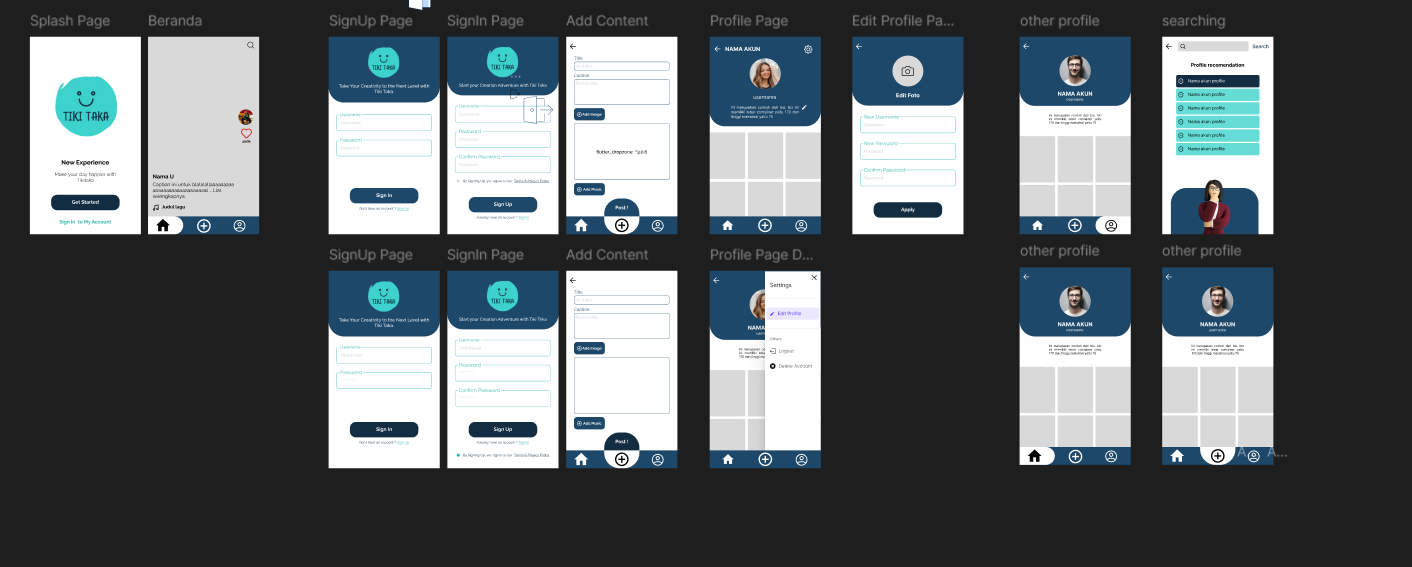 Splash Page
TIKI TAKA
New Experience
Make your day happier with
Tikitaka
Get Started
Sign In to My Account
Beranda
Nama U
Caption ini untuk blalalalaaaaaaaa
Judul lagu
SignUp Page
TIKI TAKA
Take Your Creativity to the Next Level with
Tiki Taka
Username
Password
Sign In
Don't have an account? Sign Up
SignIn Page
TIKI TAKA
Start your Creation Adventure with Tiki Taka
Username
Password
Confirm Password
By Signing Up, you agree to our Terms & Privacy Policy
Sign Up
Already have an account?
Add Content
Title
Caption
Add Image
flutter_dropzone: ^3.0.6
Add Music
Post !
Profile Page
NAMA AKUN
username
Edit Profile Pa...
Edit Foto
New Username
Username
New Password
Password
Confirm Password
Password
Apply
other profile
NAMA AKUN
username
searching
Search
Profile recomendation
Nama akun profile
Nama akun profile
Nama akun profile
Nama akun profile
Nama akun profile
Nama akun profile
SignUp Page
TIKI TAKA
Take Your Creativity to the Next Level with
Tiki Taka
Username
Password
Sign In
Don't have an account? Sign Up
SignIn Page
TIKI TAKA
Start your Creation Adventure with Tiki Taka
Username
Password
Confirm Password
Sign Up
Already have an account?
By Signing Up, you agree to our Terms & Privacy Policy
Add Content
Title
Caption
Add Image
Add Music
Post !
Profile Page D...
NAMA
Settings
Edit Profile
Others
Logout
Delete Account
other profile
NAMA AKUN
username
other profile
NAMA AKUN
username
A...
A...